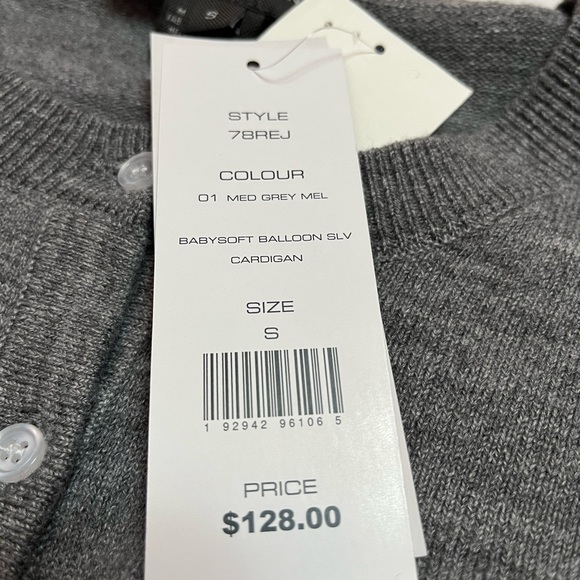 S
STYLE
78REJ
COLOUR
01 MED GREY MEL
BABYSOFT BALLOON SLV
CARDIGAN
SIZE
S
1 92942 96106 5
PRICE
$128.00